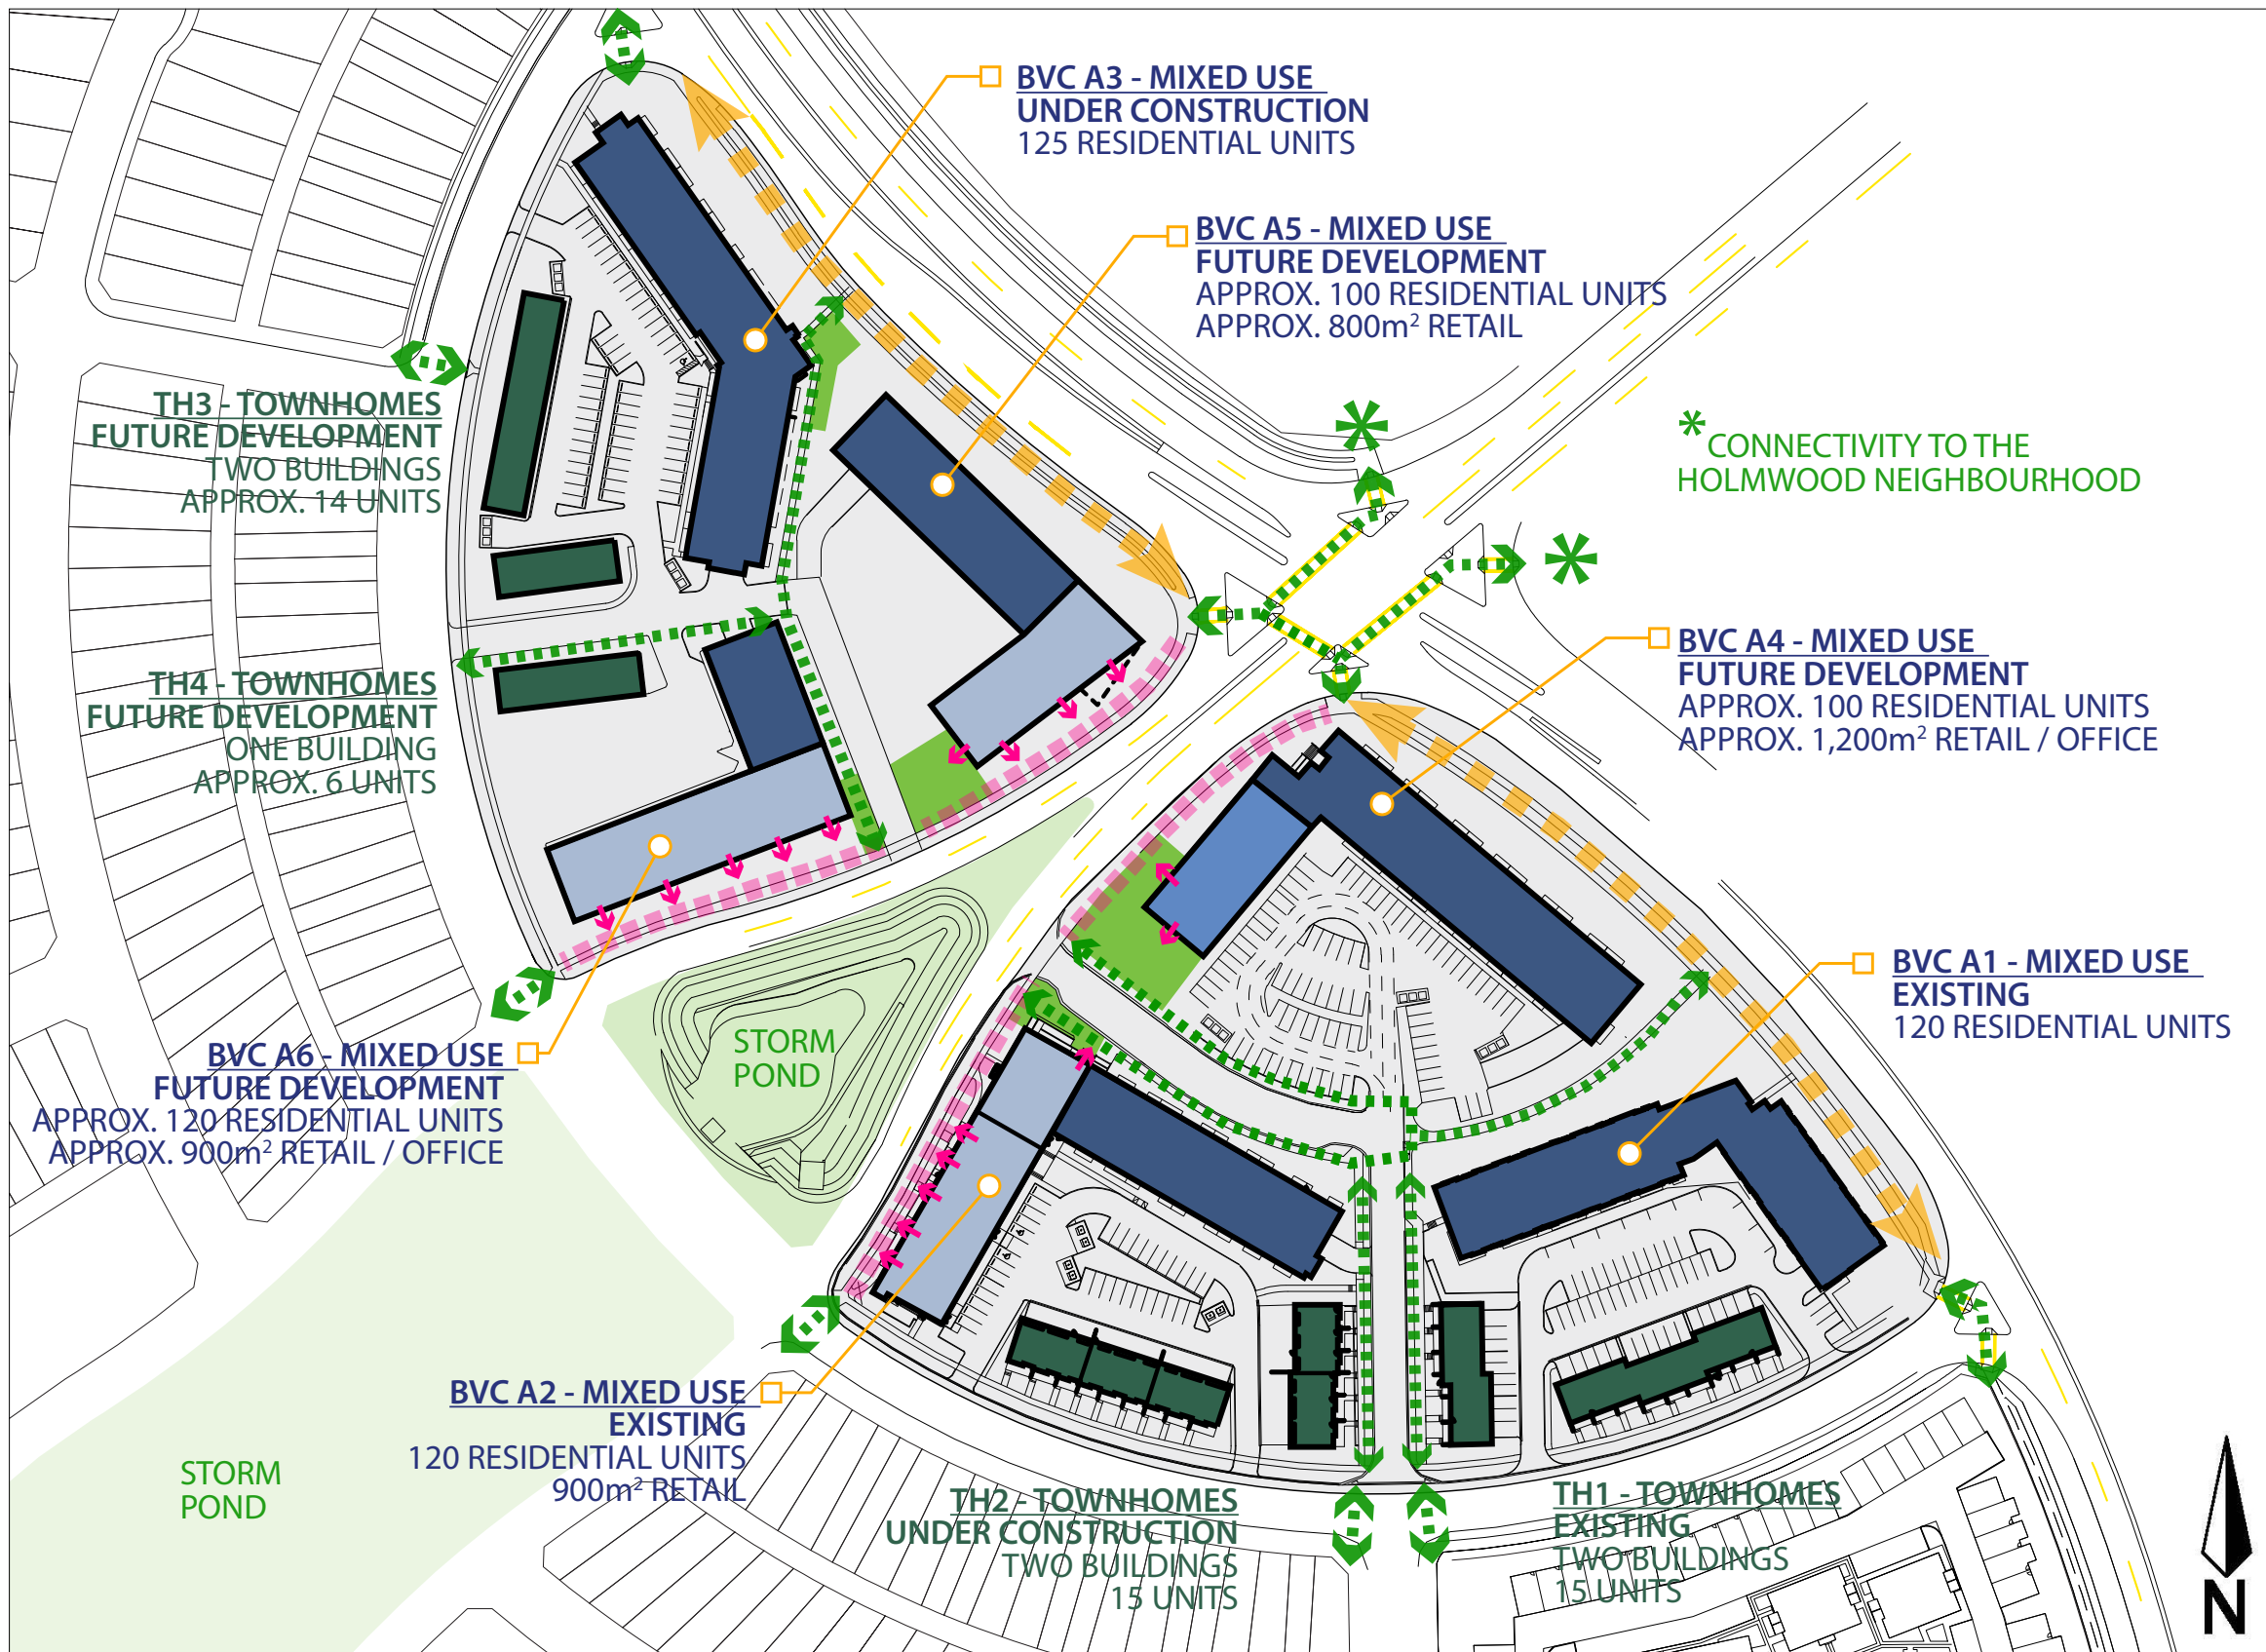 BVC A3 - MIXED USE
UNDER CONSTRUCTION
125 RESIDENTIAL UNITS
BVC A5 - MIXED USE
FUTURE DEVELOPMENT
APPROX. 100 RESIDENTIAL UNITS
APPROX. 800m² RETAIL
* CONNECTIVITY TO THE
HOLMWOOD NEIGHBOURHOOD
TH3 - TOWNHOMES
FUTURE DEVELOPMENT
TWO BUILDINGS
APPROX. 14 UNITS
TH4 - TOWNHOMES
FUTURE DEVELOPMENT
ONE BUILDING
APPROX. 6 UNITS
BVC A4 - MIXED USE
FUTURE DEVELOPMENT
APPROX. 100 RESIDENTIAL UNITS
APPROX. 1,200m² RETAIL / OFFICE
BVC A1 - MIXED USE
EXISTING
120 RESIDENTIAL UNITS
STORM
POND
BVC A6 - MIXED USE
FUTURE DEVELOPMENT
APPROX. 120 RESIDENTIAL UNITS
APPROX. 900m² RETAIL / OFFICE
BVC A2 - MIXED USE
EXISTING
120 RESIDENTIAL UNITS
900m² RETAIL
STORM
POND
TH2 - TOWNHOMES
UNDER CONSTRUCTION
TWO BUILDINGS
15 UNITS
TH1 - TOWNHOMES
EXISTING
TWO BUILDINGS
15 UNITS
N